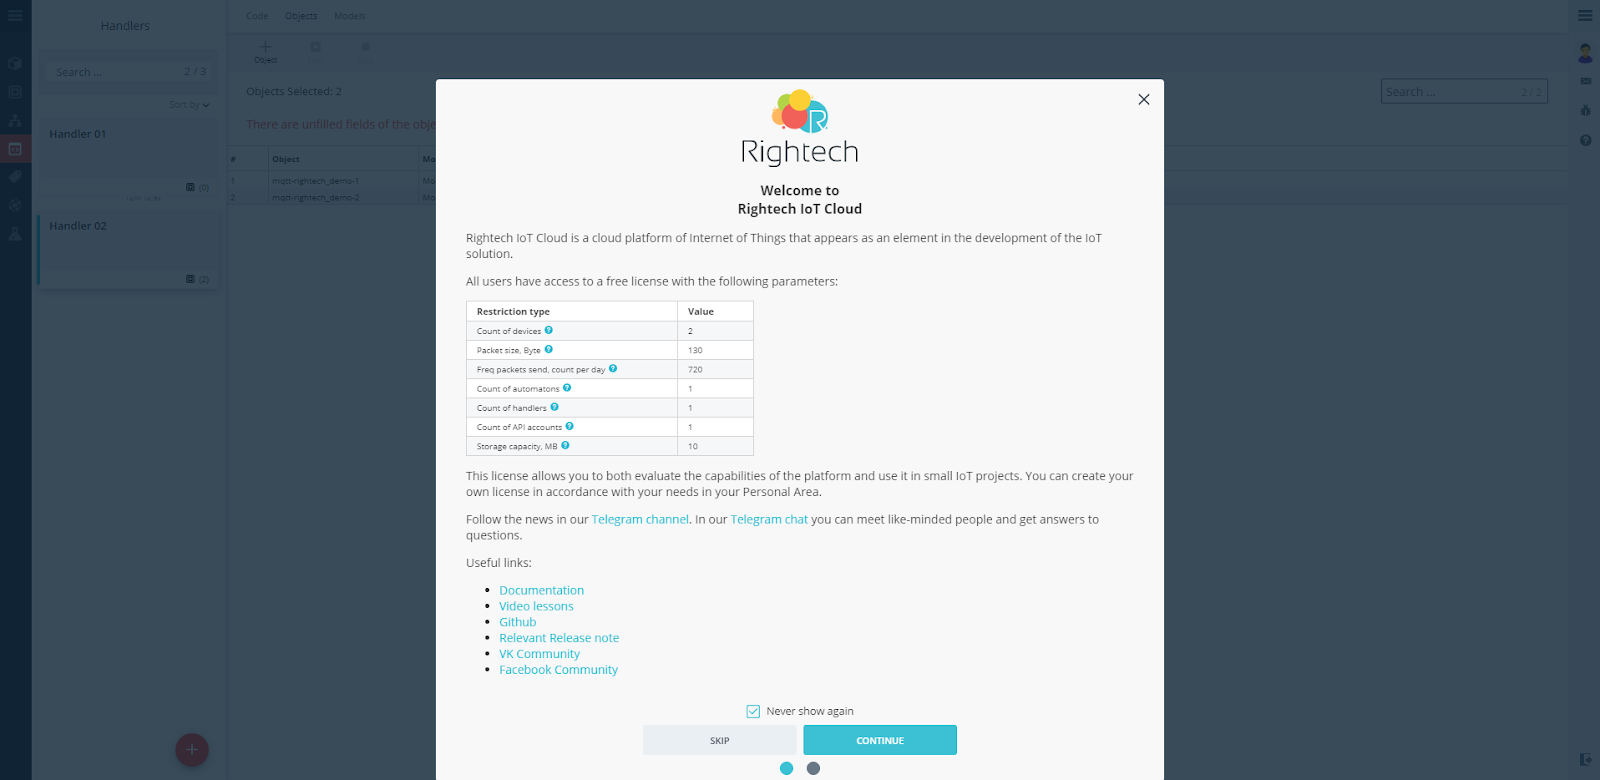 Handlers
Code Objects Models
Search ... 2 / 3
Object
Sort by
Objects Selected: 2
Search ... 2 / 2
There are unfilled fields of the obje
Handler 01
(0)
Handler 02
(2)
# Object Mo
1 mqtt-rightech_demo-1 Mo
2 mqtt-rightech_demo-2 Mo
R
Rightech
Welcome to
Rightech IoT Cloud
Rightech IoT Cloud is a cloud platform of Internet of Things that appears as an element in the development of the IoT
solution.
All users have access to a free license with the following parameters:
Restriction type Value
Count of devices ? 2
Packet size, Byte ? 130
Freq packets send, count per day ? 720
Count of automatons ? 1
Count of handlers ? 1
Count of API accounts ? 1
Storage capacity, MB ? 10
This license allows you to both evaluate the capabilities of the platform and use it in small IoT projects. You can create your
own license in accordance with your needs in your Personal Area.
Follow the news in our Telegram channel. In our Telegram chat you can meet like-minded people and get answers to
questions.
Useful links:
Documentation
Video lessons
Github
Relevant Release note
VK Community
Facebook Community
Never show again
SKIP CONTINUE